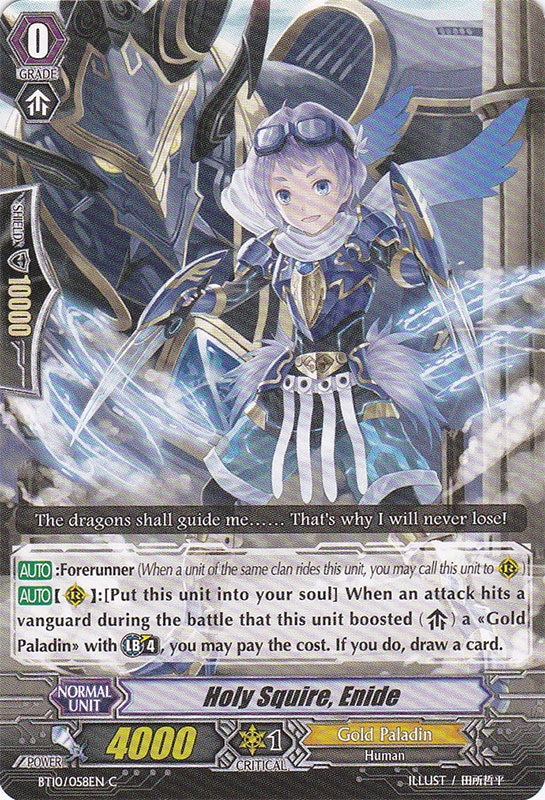 0
GRADE
SHIELD
10000
The dragons shall guide me...... That's why I will never lose!
AUTO:Forerunner (When a unit of the same clan rides this unit, you may call this unit to R)
AUTO【R】:[Put this unit into your soul] When an attack hits a
vanguard during the battle that this unit boosted ( ) a «Gold
Paladin» with LB 4, you may pay the cost. If you do, draw a card.
NORMAL
UNIT
Holy Squire, Enide
POWER
4000
1
CRITICAL
Gold Paladin
Human
BT10/058EN C
ILLUST / 田所哲平